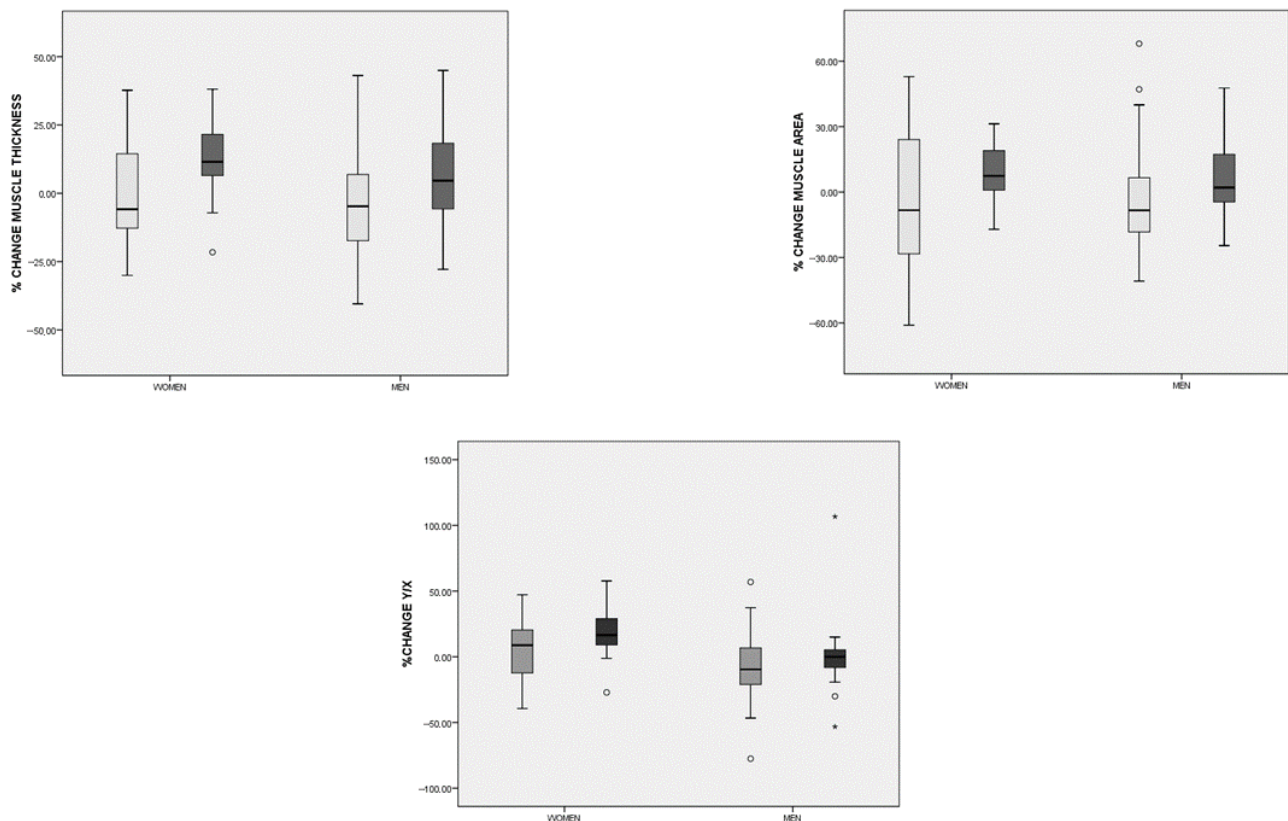 % CHANGE MUSCLE THICKNESS
50.00
25.00
0.00
−25.00
−50.00
WOMEN
MEN
% CHANGE MUSCLE AREA
60.00
30.00
0.00
−30.00
−60.00
WOMEN
MEN
%CHANGE Y/X
150.00
100.00
50.00
0.00
−50.00
−100.00
WOMEN
MEN